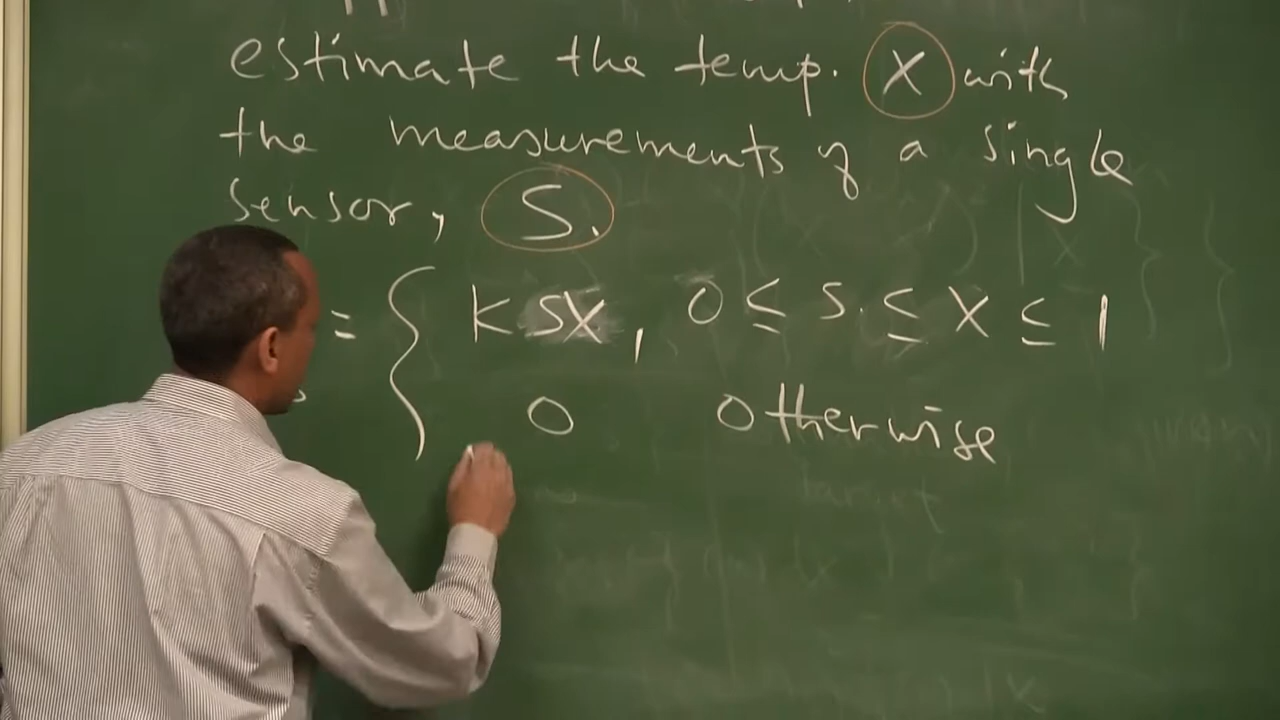 estimate the temp. X with
the measurements of a single
sensor, S.
= { KSX, 0 ≤ s. ≤ X ≤ 1
0 otherwise